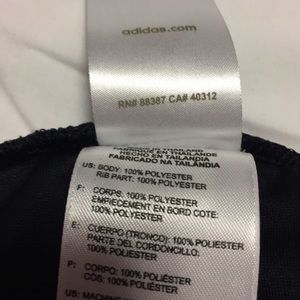 adidas.com
RN# 88387 CA# 40312
HECHO EN TAILANDIA
FABRICADO NA TAILÂNDIA
US: BODY: 100% POLYESTER
RIB PART: 100% POLYESTER
F: CORPS: 100% POLYESTER
EMPIECEMENT EN BORD COTE:
100% POLYESTER
E: CUERPO (TRONCO): 100% POLIESTER
PARTE DEL CORDONCILLO:
100% POLIESTER
P: CORPO: 100% POLIÉSTER
CÓS: 100% POLIÉSTER
US: MACHINE